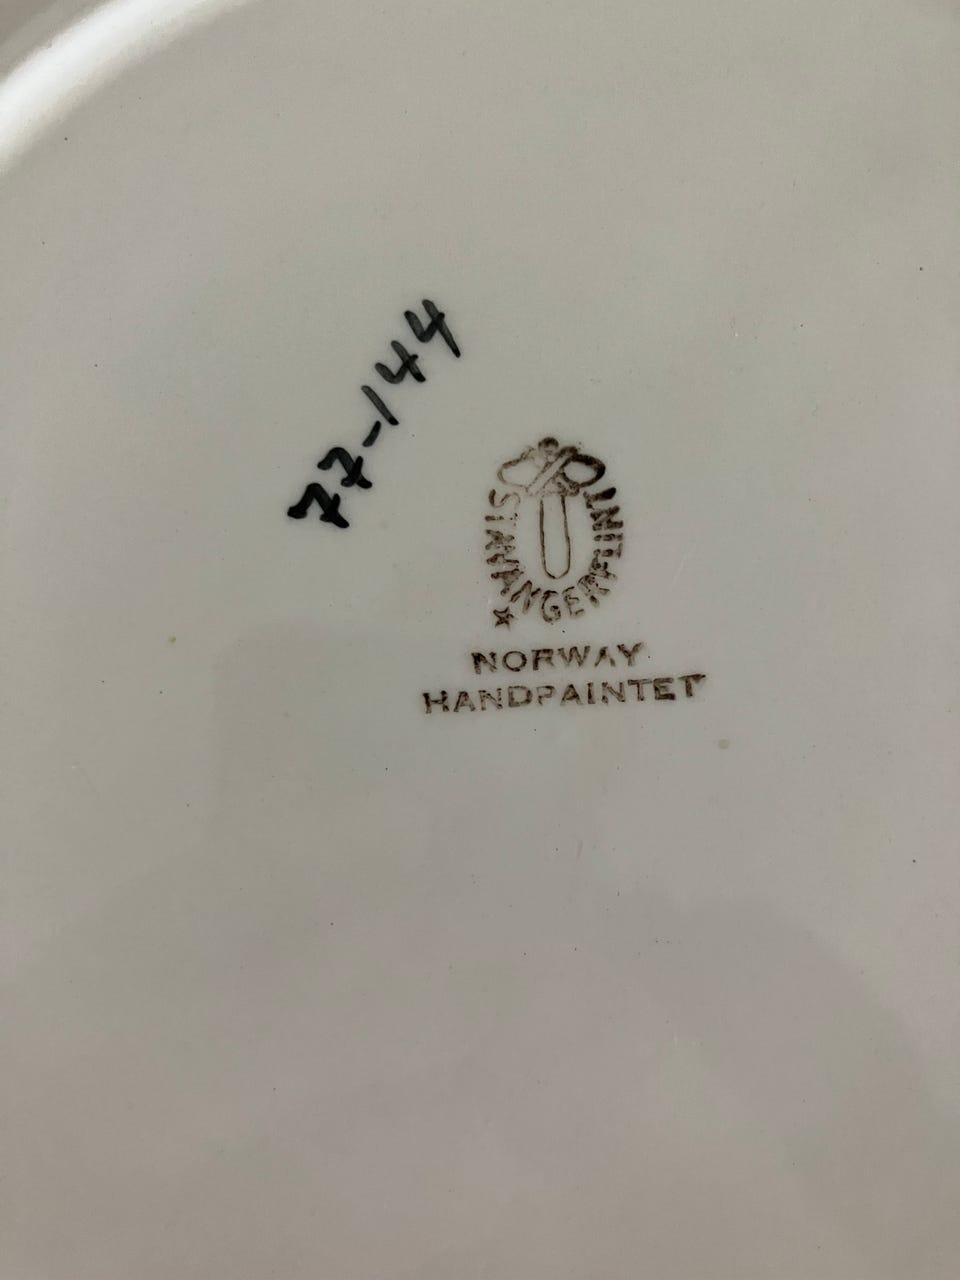 77-144
STAVANGERFLINT
NORWAY
HANDPAINTET